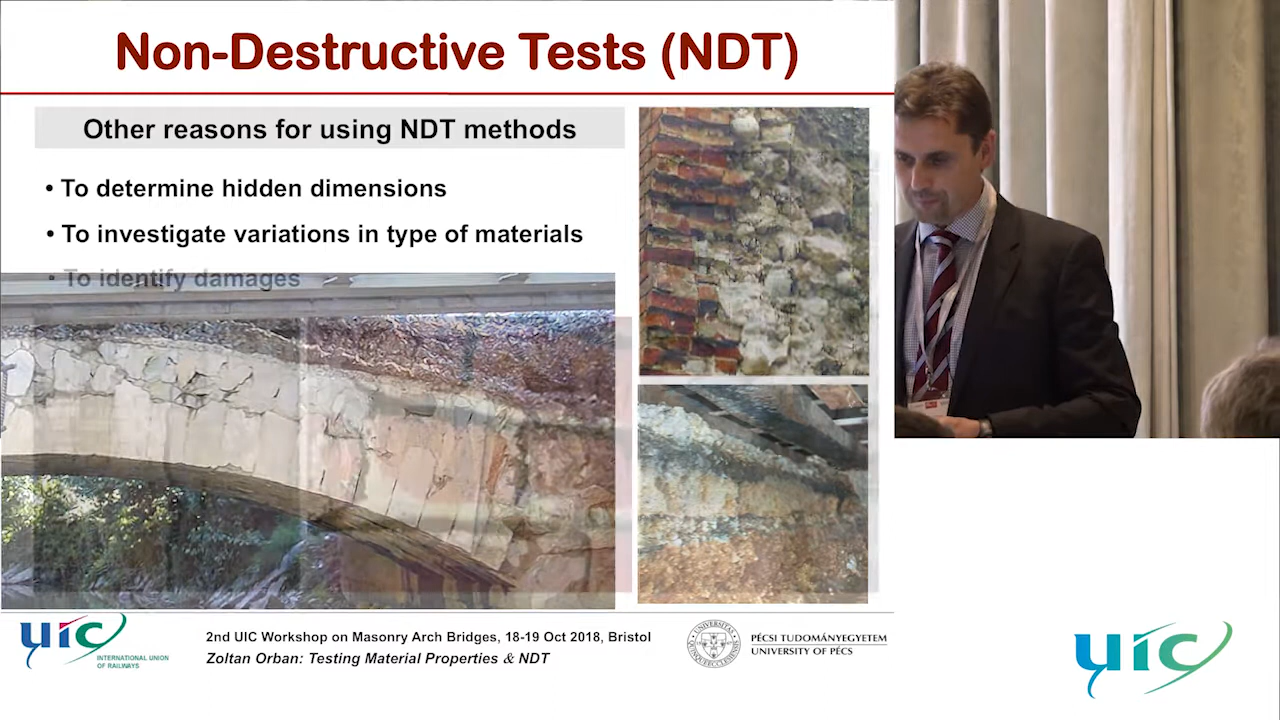 Non-Destructive Tests (NDT)
Other reasons for using NDT methods
• To determine hidden dimensions
• To investigate variations in type of materials
• To identify damages
UIC
INTERNATIONAL UNION
OF RAILWAYS
2nd UIC Workshop on Masonry Arch Bridges, 18-19 Oct 2018, Bristol
Zoltan Orban: Testing Material Properties & NDT
PÉCSI TUDOMÁNYEGYETEM
UNIVERSITY OF PÉCS
UIC